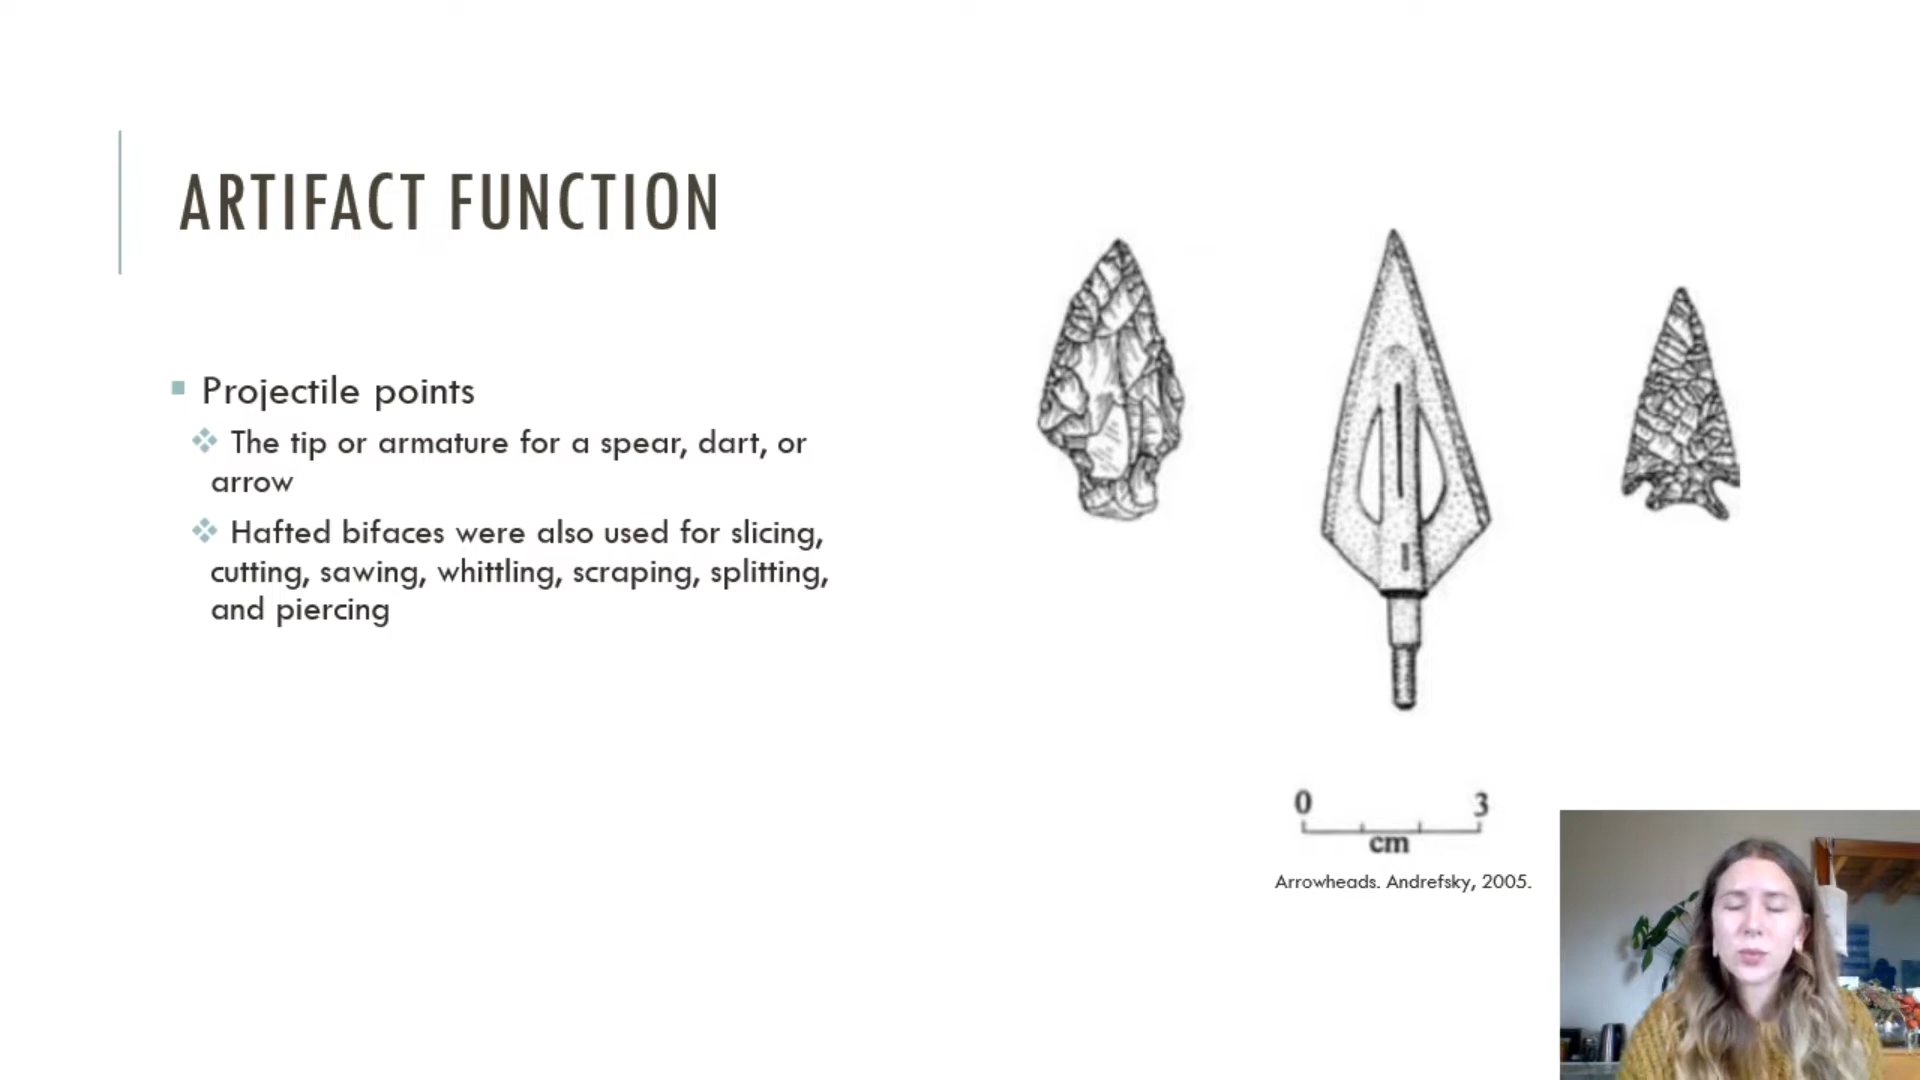 ARTIFACT FUNCTION
Projectile points
The tip or armature for a spear, dart, or
arrow
Hafted bifaces were also used for slicing,
cutting, sawing, whittling, scraping, splitting,
and piercing
0 3
cm
Arrowheads. Andrefsky, 2005.